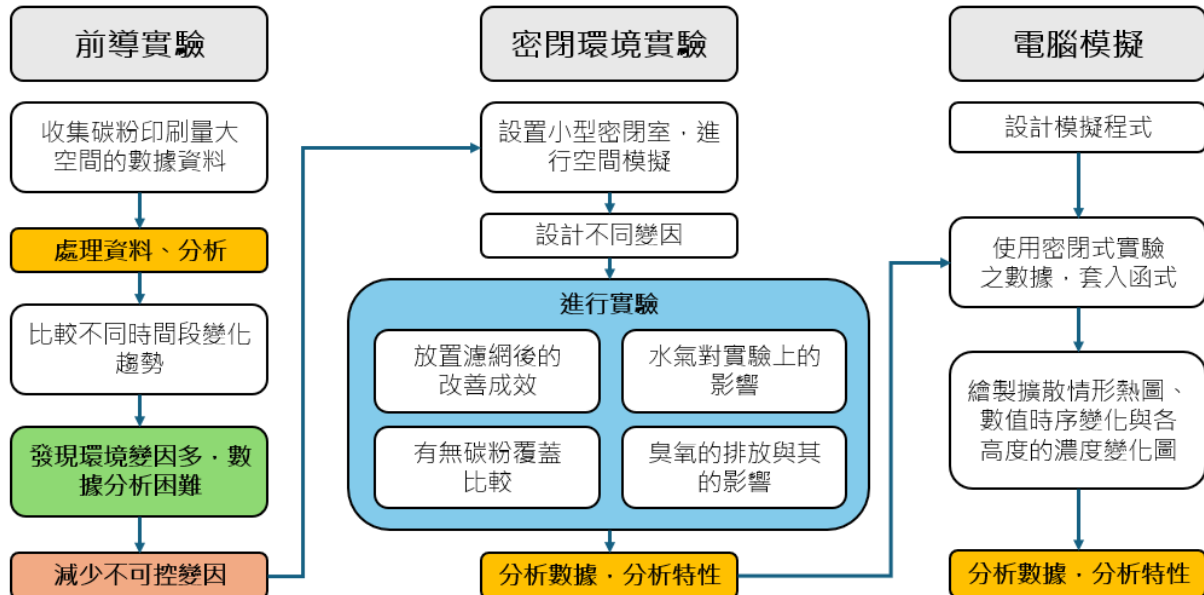 前導實驗
收集碳粉印刷量大
空間的數據資料
處理資料、分析
比較不同時間段變化
趨勢
發現環境變因多，數
據分析困難
減少不可控變因
密閉環境實驗
設置小型密閉室，進
行空間模擬
設計不同變因
進行實驗
放置濾網後的
改善成效
水氣對實驗上的
影響
有無碳粉覆蓋
比較
臭氧的排放與其
的影響
分析數據，分析特性
電腦模擬
設計模擬程式
使用密閉式實驗
之數據，套入函式
繪製擴散情形熱圖、
數值時序變化與各
高度的濃度變化圖
分析數據，分析特性